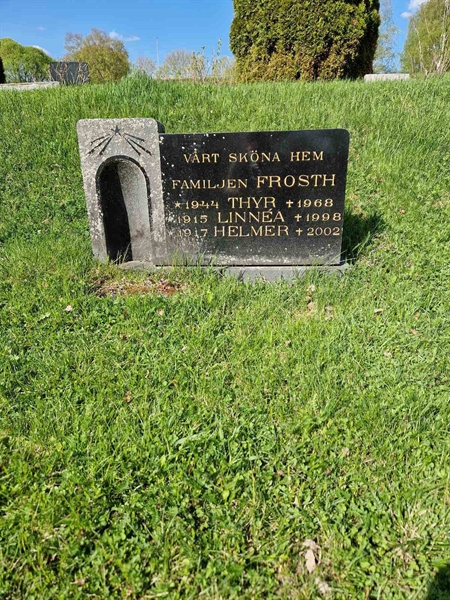 VÅRT SKÖNA HEM
FAMILJEN FROSTH
*1944 THYR +1968
*1915 LINNEA +1998
*1917 HELMER +2002